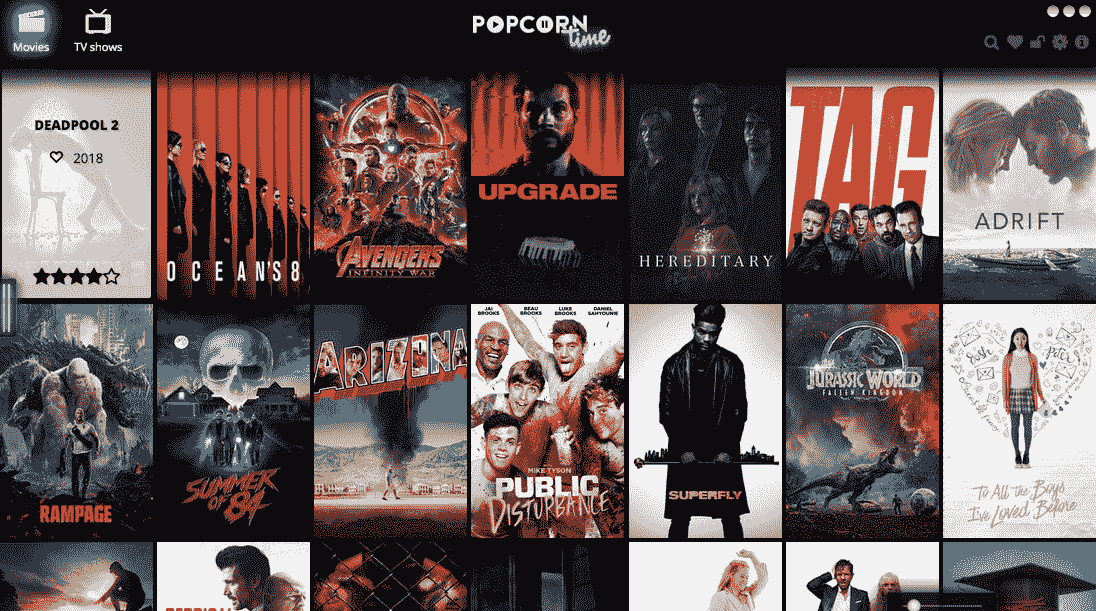 POPCORN
time
Movies
TV shows
DEADPOOL 2
2018
OCEAN'S 8
AVENGERS
INFINITY WAR
UPGRADE
HEREDITARY
TAG
ADRIFT
RAMPAGE
SUMMER
OF 84
ARIZONA
JAI
BROOKS
BEAU
BROOKS
LUKE
BROOKS
DANIEL
SAHYOUNIE
MIKE TYSON
PUBLIC
DISTURBANCE
SUPERFLY
JURASSIC WORLD
FALLEN KINGDOM
Josh
Peter
To All the Boys
I've Loved Before